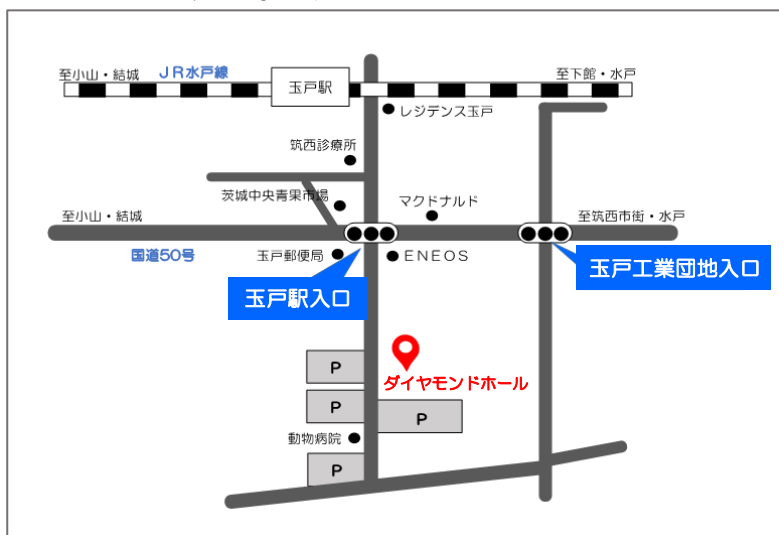 至小山・結城
JR水戸線
玉戸駅
至下館・水戸
レジデンス玉戸
筑西診療所
茨城中央青果市場
マクドナルド
至小山・結城
至筑西市街・水戸
国道50号
玉戸郵便局
ENEOS
玉戸工業団地入口
玉戸駅入口
P
ダイヤモンドホール
P
P
動物病院
P